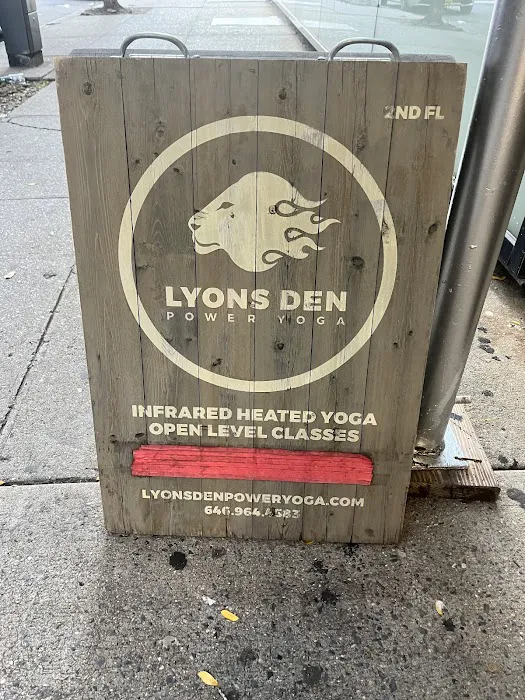 2ND FL
LYONS DEN
POWER YOGA
INFRARED HEATED YOGA
OPEN LEVEL CLASSES
LYONSDENPOWERYOGA.COM
646.964.4583